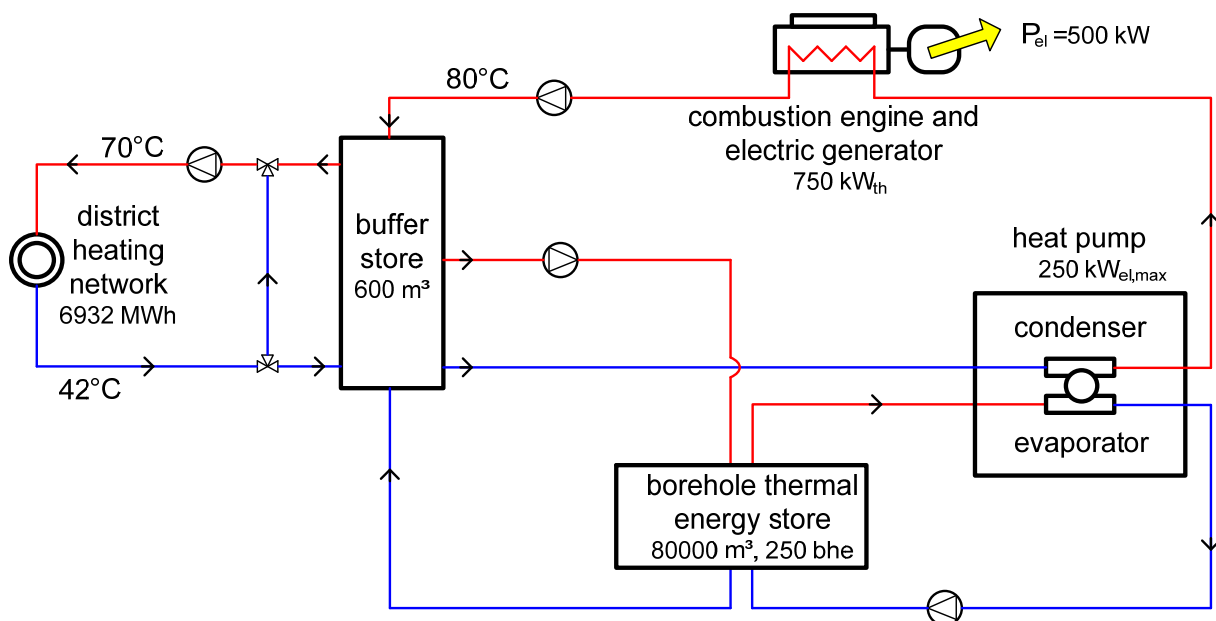 P_el =500 kW
80°C
combustion engine and
electric generator
750 kW_th
70°C
district
heating
network
6932 MWh
buffer
store
600 m³
heat pump
250 kW_el,max
condenser
evaporator
42°C
borehole thermal
energy store
80000 m³, 250 bhe